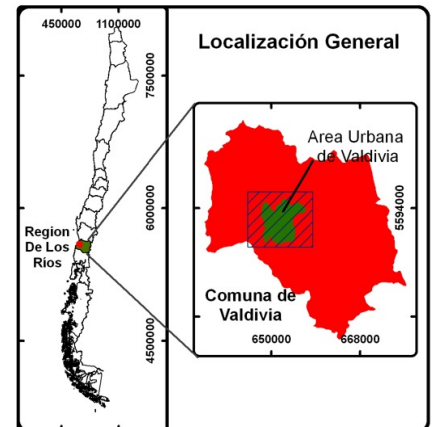 450000 1100000
Localización General
7500000
6000000
4500000
Region
De Los
Ríos
Area Urbana
de Valdivia
5594000
Comuna de
Valdivia
650000 668000